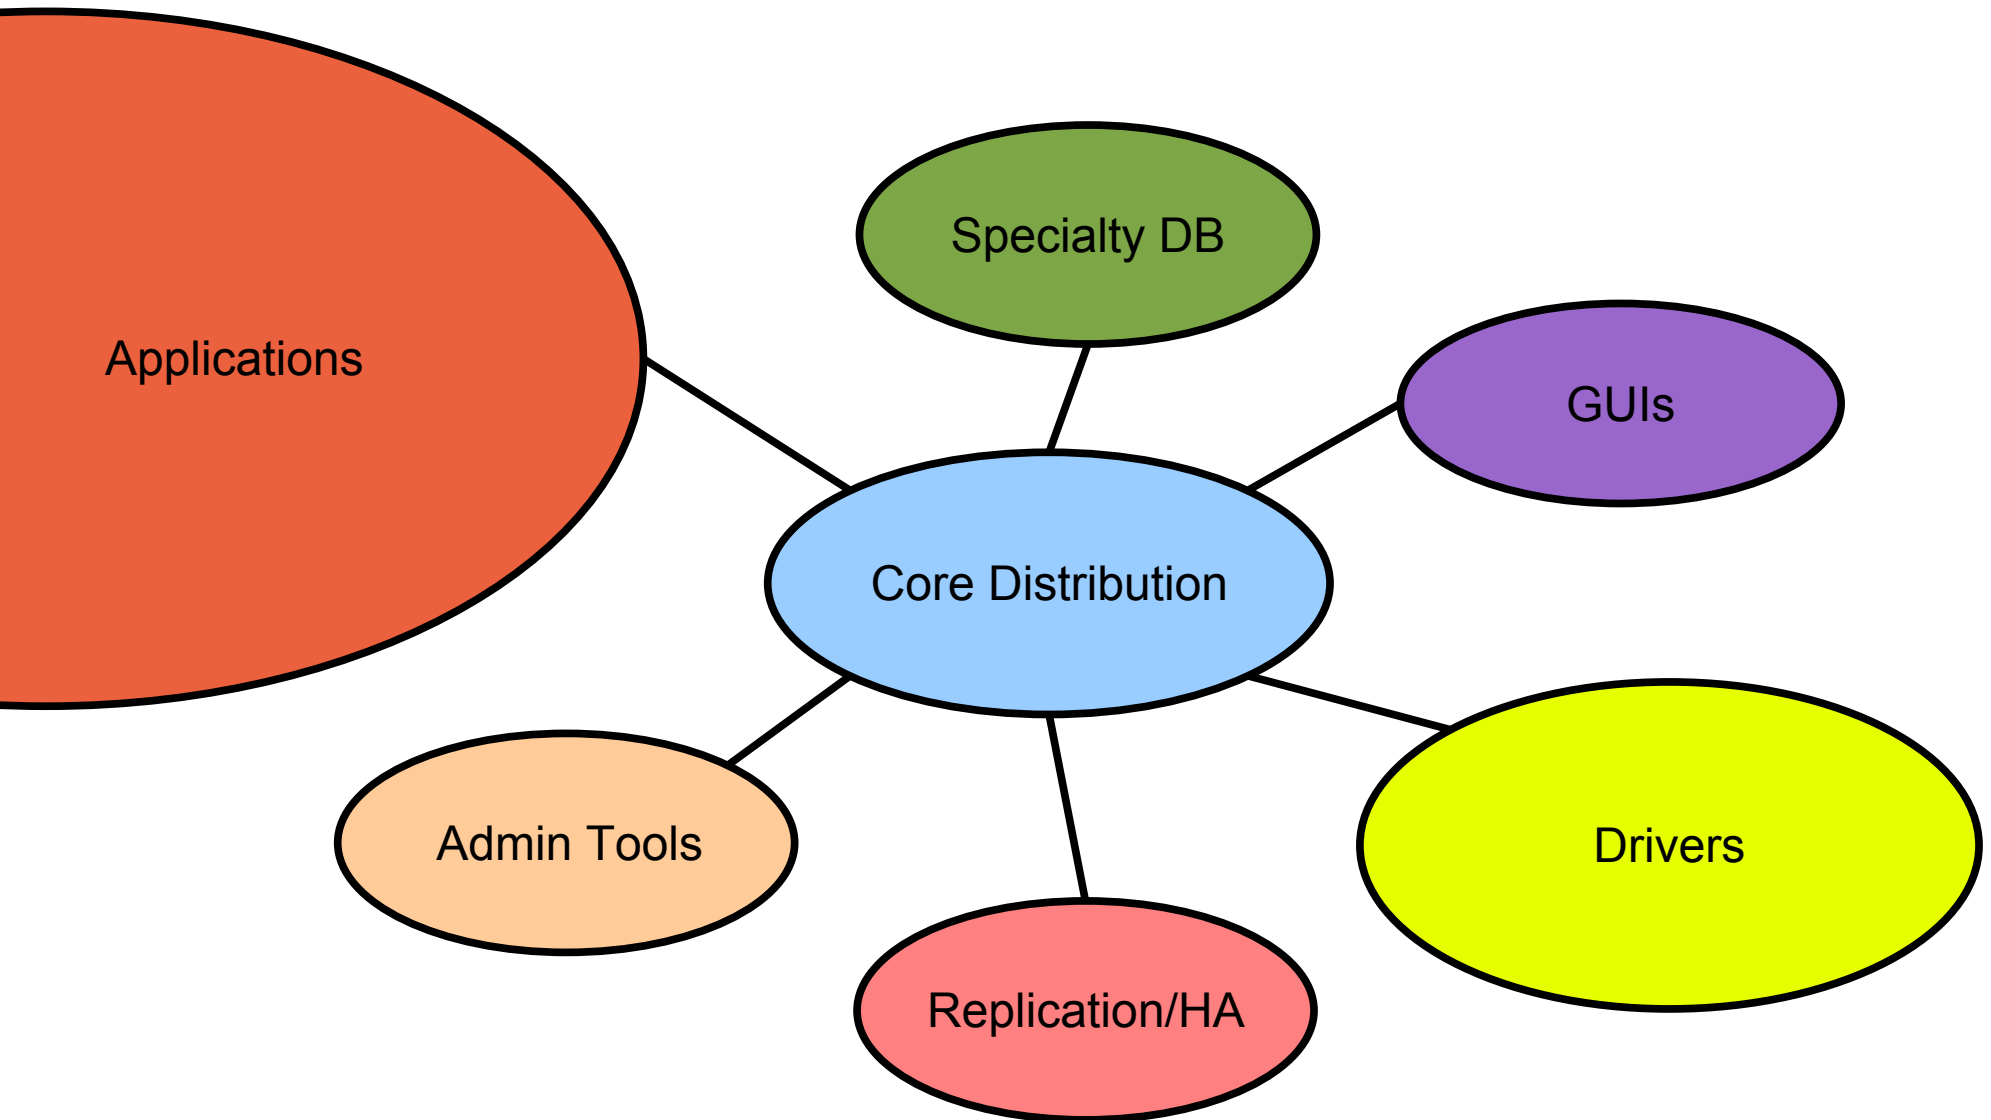 Specialty DB
Applications
GUIs
Core Distribution
Admin Tools
Drivers
Replication/HA